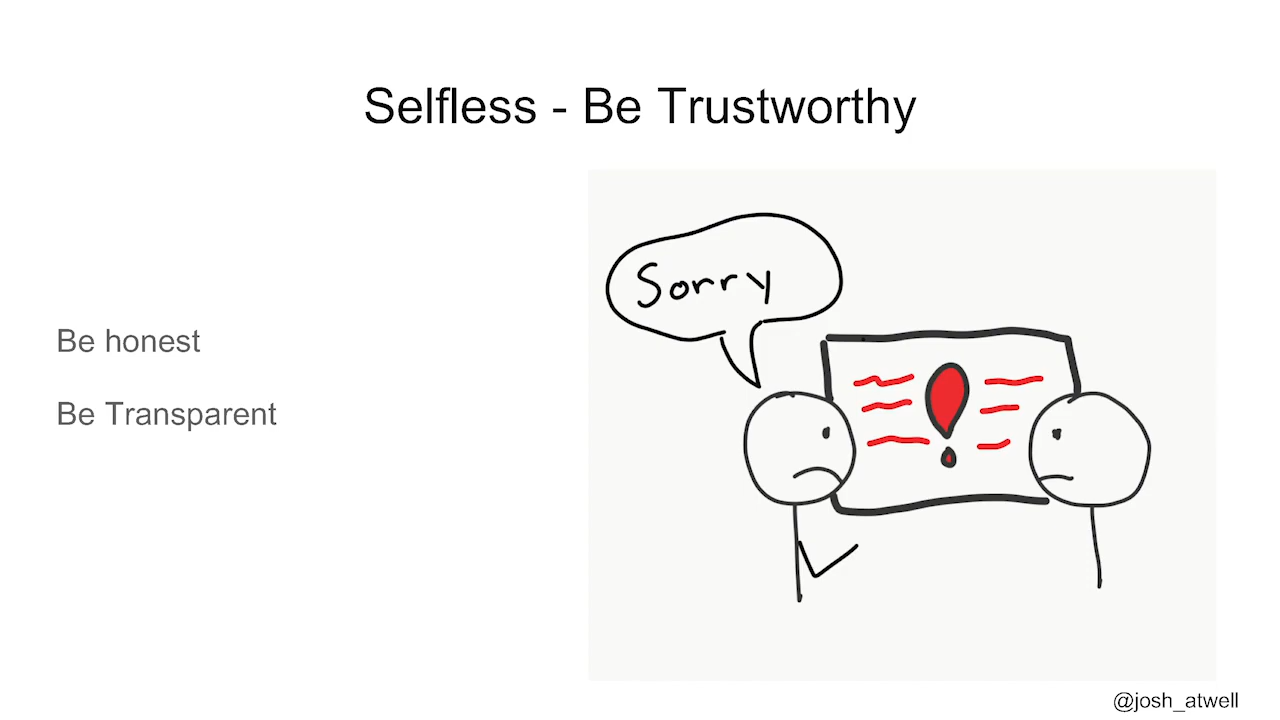 Selfless - Be Trustworthy
Be honest
Be Transparent
Sorry
@josh_atwell